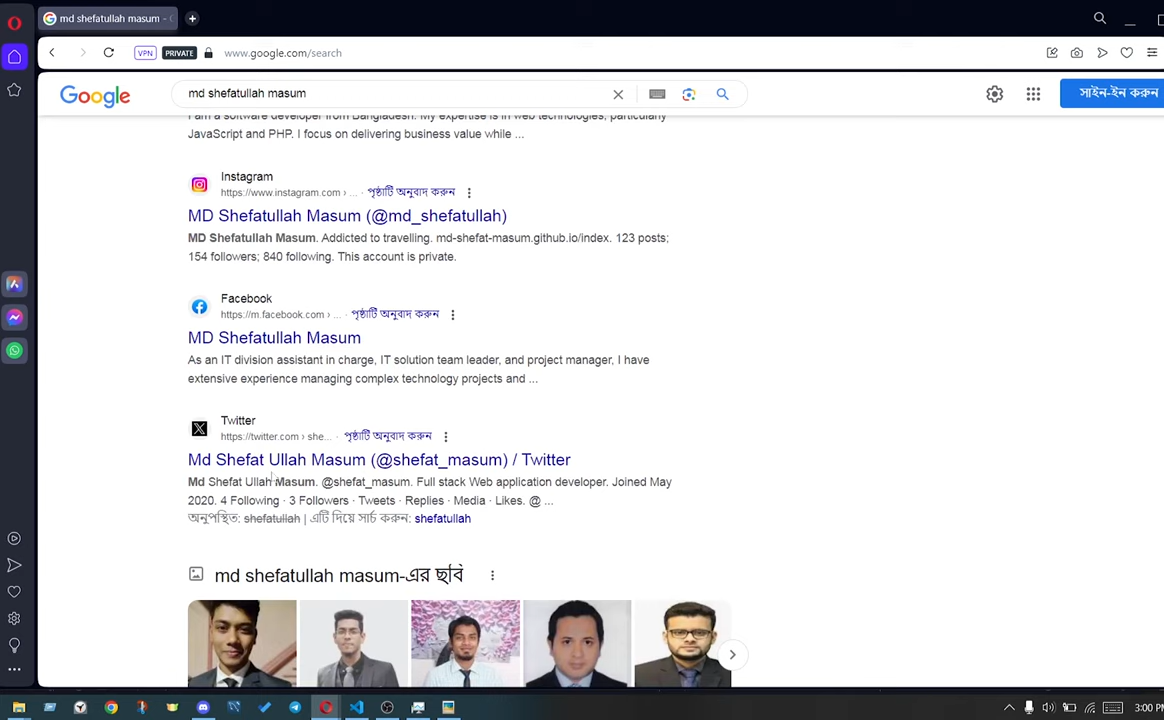 md shefatullah masum -
VPN PRIVATE www.google.com/search
Google md shefatullah masum সাইন-ইন করুন
I am a software developer from Bangladesh. My expertise is in web technologies, particularly
JavaScript and PHP. I focus on delivering business value while ...
Instagram
https://www.instagram.com › ... · পৃষ্ঠাটি অনুবাদ করুন
MD Shefatullah Masum (@md_shefatullah)
MD Shefatullah Masum. Addicted to travelling. md-shefat-masum.github.io/index. 123 posts;
154 followers; 840 following. This account is private.
Facebook
https://m.facebook.com › ... · পৃষ্ঠাটি অনুবাদ করুন
MD Shefatullah Masum
As an IT division assistant in charge, IT solution team leader, and project manager, I have
extensive experience managing complex technology projects and ...
Twitter
https://twitter.com › she... · পৃষ্ঠাটি অনুবাদ করুন
Md Shefat Ullah Masum (@shefat_masum) / Twitter
Md Shefat Ullah Masum. @shefat_masum. Full stack Web application developer. Joined May
2020. 4 Following · 3 Followers · Tweets · Replies · Media · Likes. @ ...
অনুপস্থিত: shefatullah | এটি দিয়ে সার্চ করুন: shefatullah
md shefatullah masum-এর ছবি
3:00 PM